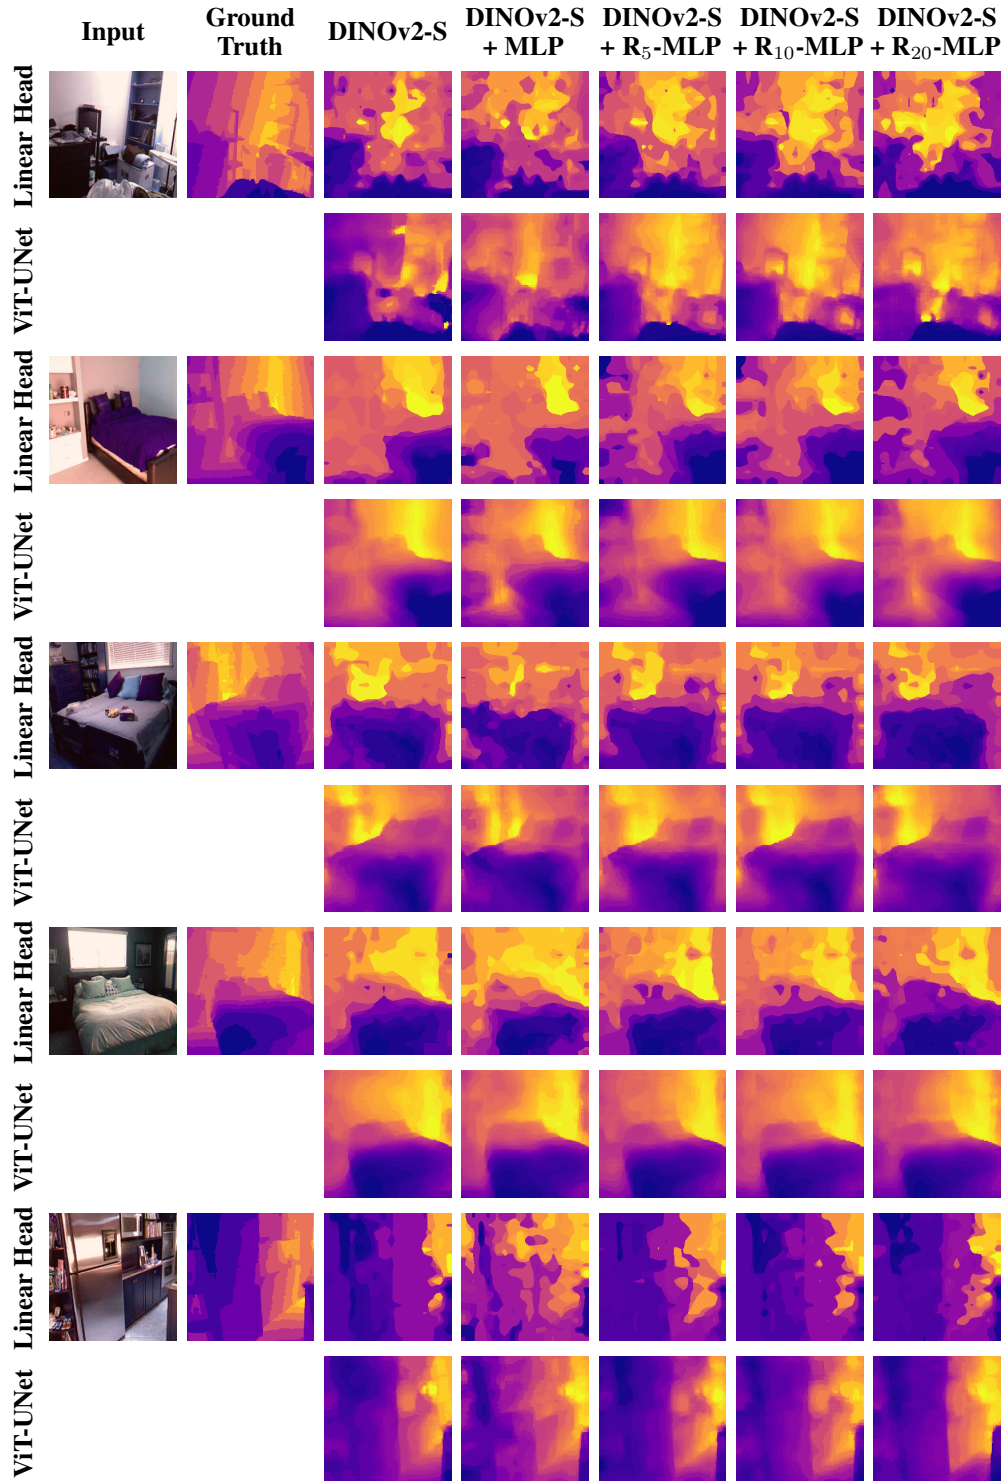 Input
Ground
Truth
DINOv2-S
DINOv2-S
+ MLP
DINOv2-S
+ R₅-MLP
DINOv2-S
+ R₁₀-MLP
DINOv2-S
+ R₂₀-MLP
Linear Head
ViT-UNet
Linear Head
ViT-UNet
Linear Head
ViT-UNet
Linear Head
ViT-UNet
Linear Head
ViT-UNet